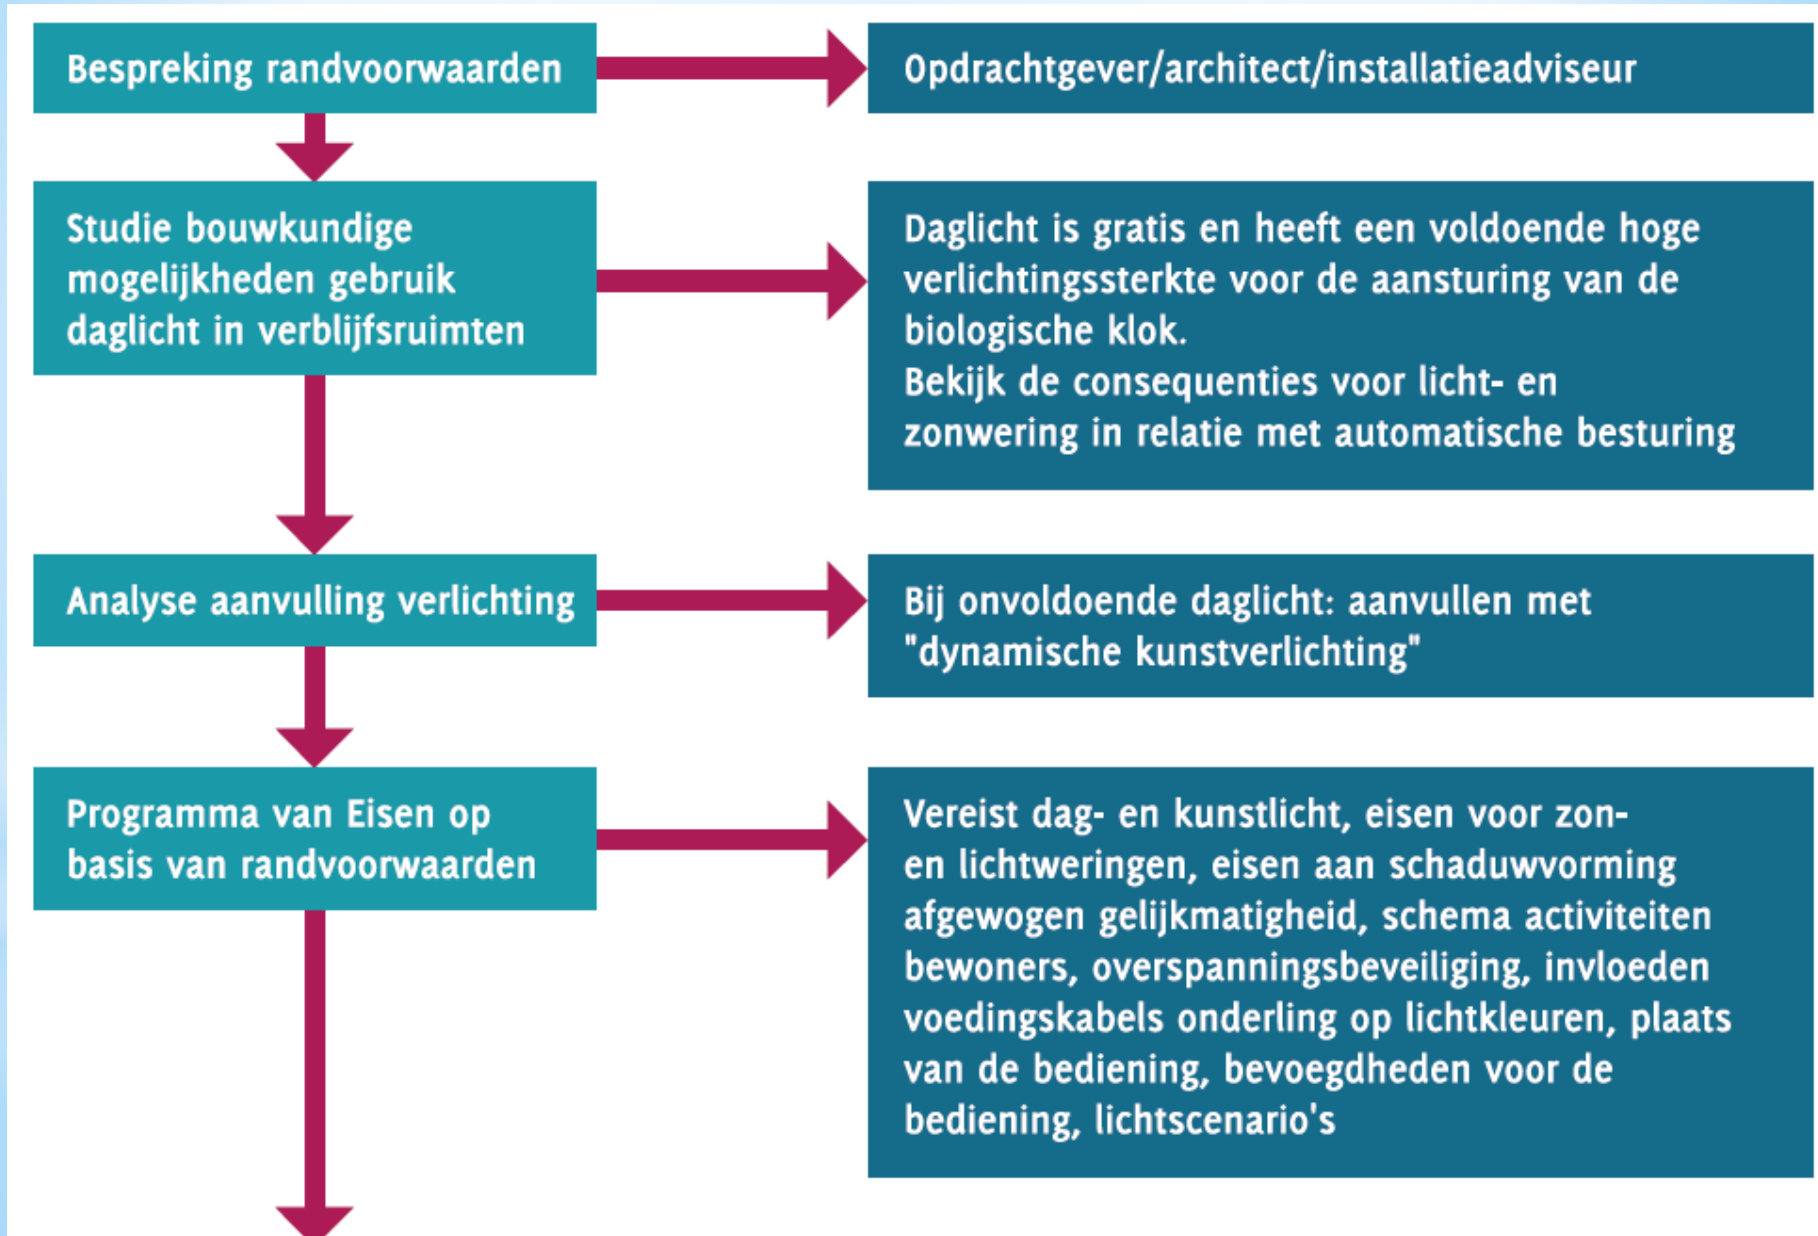 Bespreking randvoorwaarden
Opdrachtgever/architect/installatieadviseur
Studie bouwkundige
mogelijkheden gebruik
daglicht in verblijfsruimten
Daglicht is gratis en heeft een voldoende hoge
verlichtingssterkte voor de aansturing van de
biologische klok.
Bekijk de consequenties voor licht- en
zonwering in relatie met automatische besturing
Analyse aanvulling verlichting
Bij onvoldoende daglicht: aanvullen met
"dynamische kunstverlichting"
Programma van Eisen op
basis van randvoorwaarden
Vereist dag- en kunstlicht, eisen voor zon-
en lichtweringen, eisen aan schaduwvorming
afgewogen gelijkmatigheid, schema activiteiten
bewoners, overspanningsbeveiliging, invloeden
voedingskabels onderling op lichtkleuren, plaats
van de bediening, bevoegdheden voor de
bediening, lichtscenario's